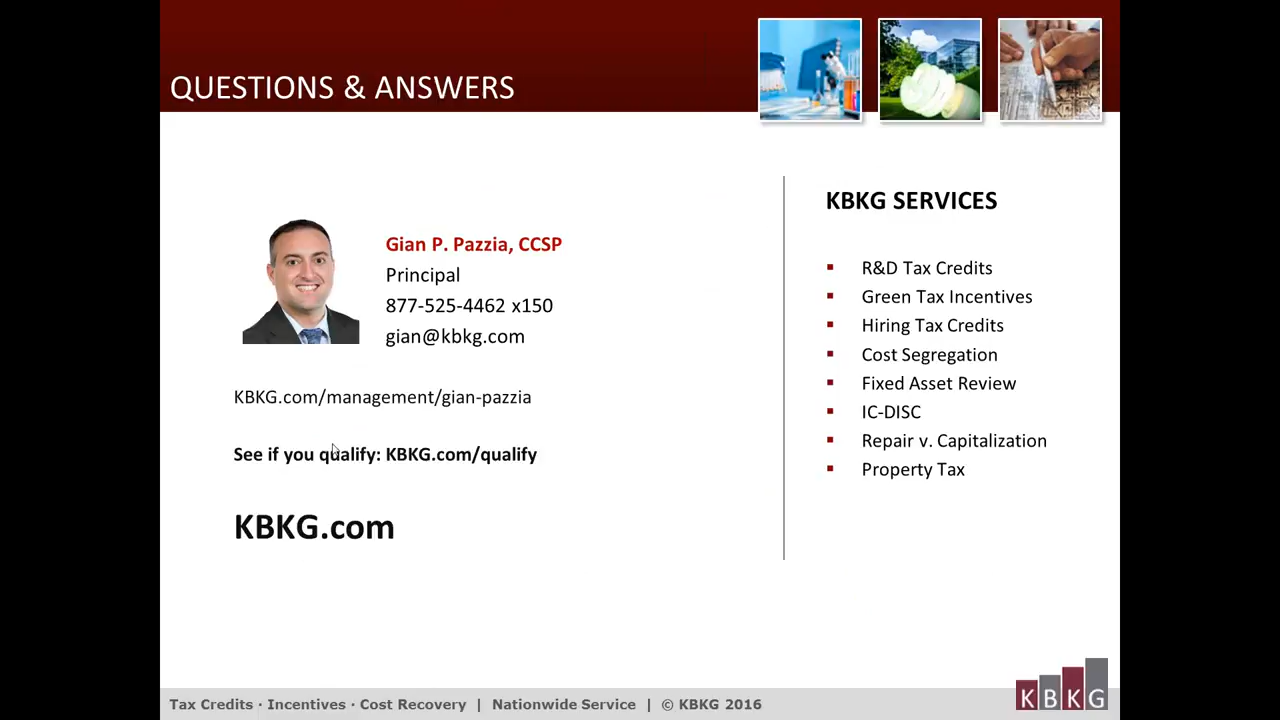 QUESTIONS & ANSWERS
Gian P. Pazzia, CCSP
Principal
877-525-4462 x150
gian@kbkg.com
KBKG.com/management/gian-pazzia
See if you qualify: KBKG.com/qualify
KBKG.com
KBKG SERVICES
R&D Tax Credits
Green Tax Incentives
Hiring Tax Credits
Cost Segregation
Fixed Asset Review
IC-DISC
Repair v. Capitalization
Property Tax
Tax Credits · Incentives · Cost Recovery | Nationwide Service | © KBKG 2016
KBKG